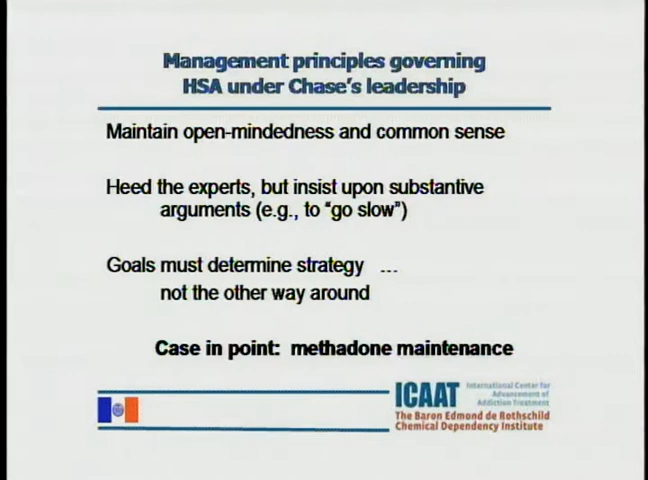 Management principles governing
HSA under Chase's leadership
Maintain open-mindedness and common sense
Heed the experts, but insist upon substantive
arguments (e.g., to "go slow")
Goals must determine strategy ...
not the other way around
Case in point: methadone maintenance
ICAAT
International Center for
Advancement of
Addiction Treatment
The Baron Edmond de Rothschild
Chemical Dependency Institute